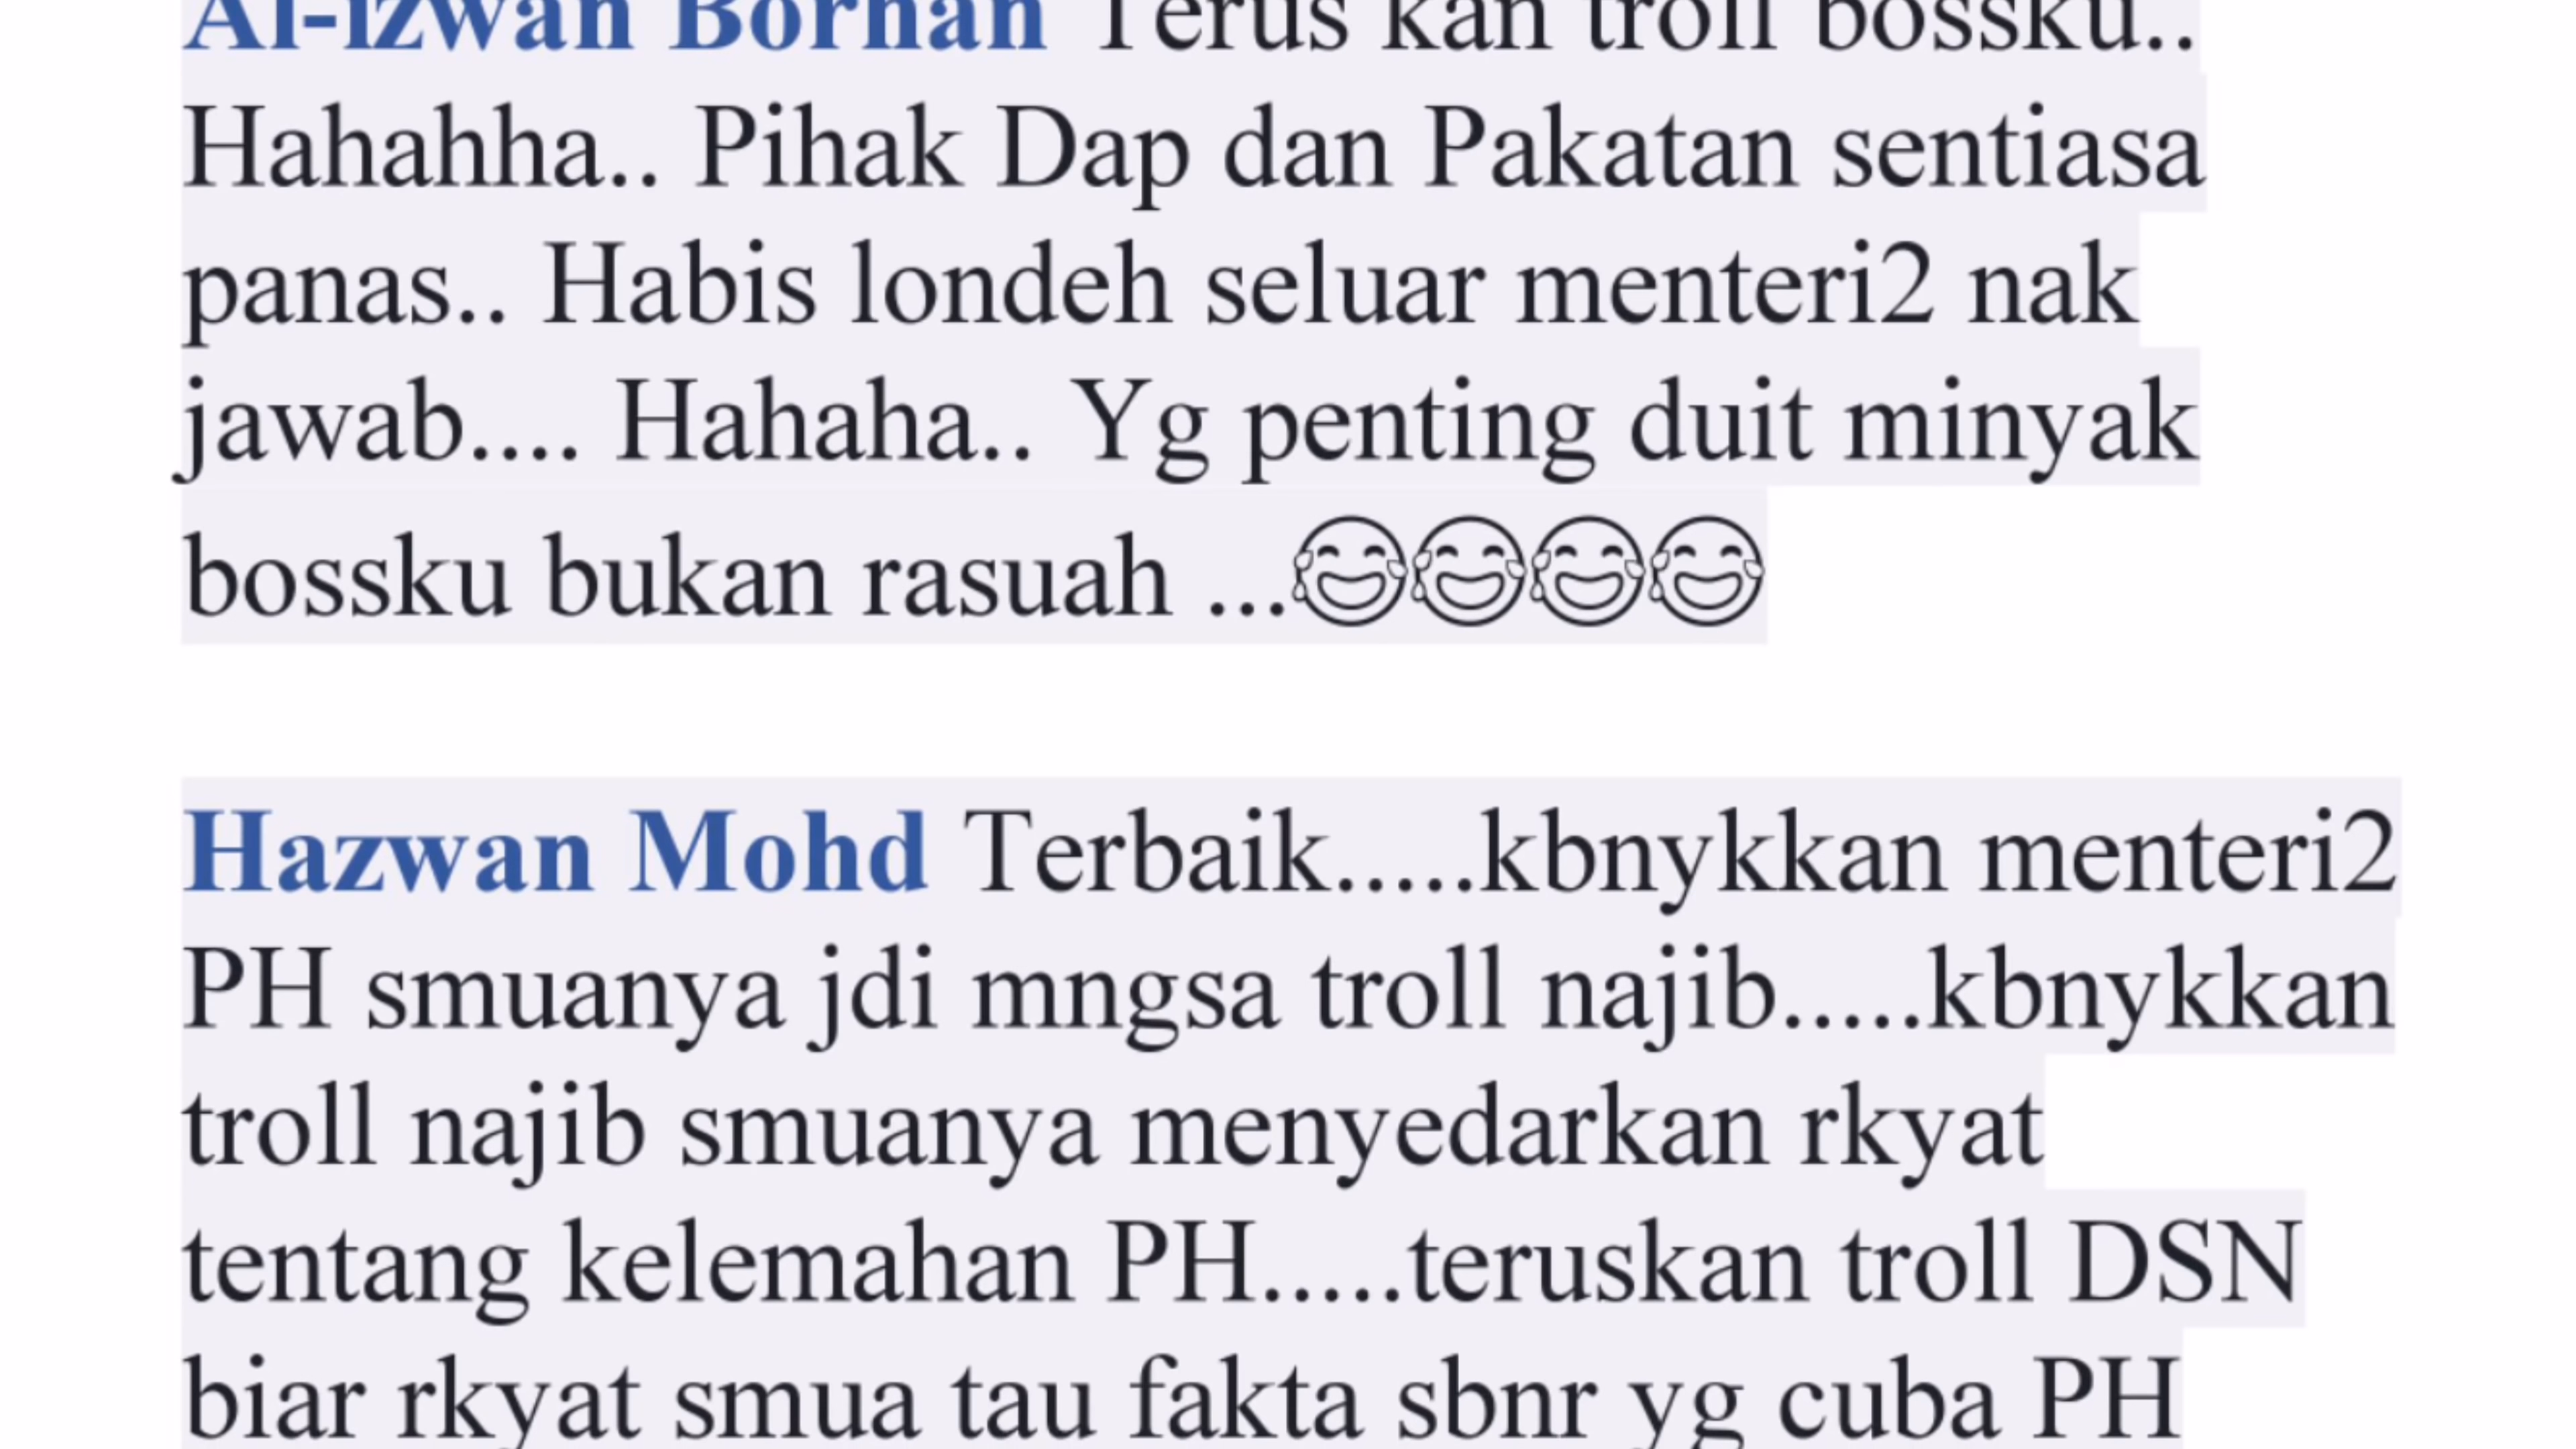 Al-izwan Borhan Terus kan troll bossku..
Hahahha.. Pihak Dap dan Pakatan sentiasa
panas.. Habis londeh seluar menteri2 nak
jawab.... Hahaha.. Yg penting duit minyak
bossku bukan rasuah ...😂😂😂😂
Hazwan Mohd Terbaik.....kbnykkan menteri2
PH smuanya jdi mngsa troll najib.....kbnykkan
troll najib smuanya menyedarkan rkyat
tentang kelemahan PH.....teruskan troll DSN
biar rkyat smua tau fakta sbnr yg cuba PH